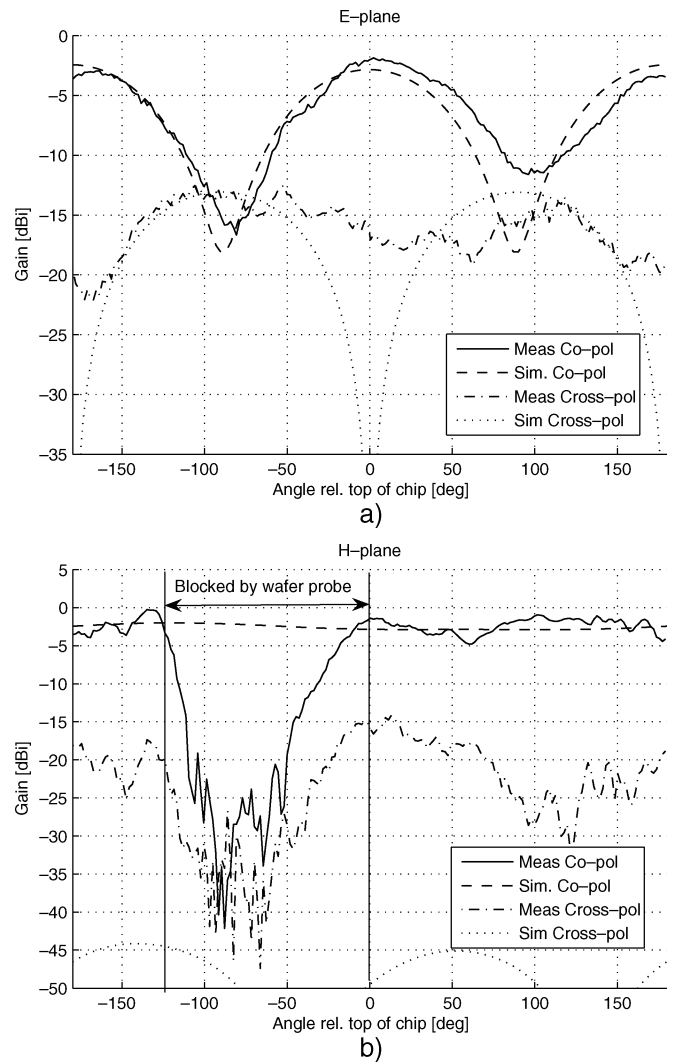 E–plane
0
−5
−10
−15
−20
−25
−30
−35
Gain [dBi]
Meas Co–pol
Sim. Co–pol
Meas Cross–pol
Sim Cross–pol
−150 −100 −50 0 50 100 150
Angle rel. top of chip [deg]
a)
H–plane
5
0
−5
−10
−15
−20
−25
−30
−35
−40
−45
−50
Gain [dBi]
Blocked by wafer probe
Meas Co–pol
Sim. Co–pol
Meas Cross–pol
Sim Cross–pol
−150 −100 −50 0 50 100 150
Angle rel. top of chip [deg]
b)